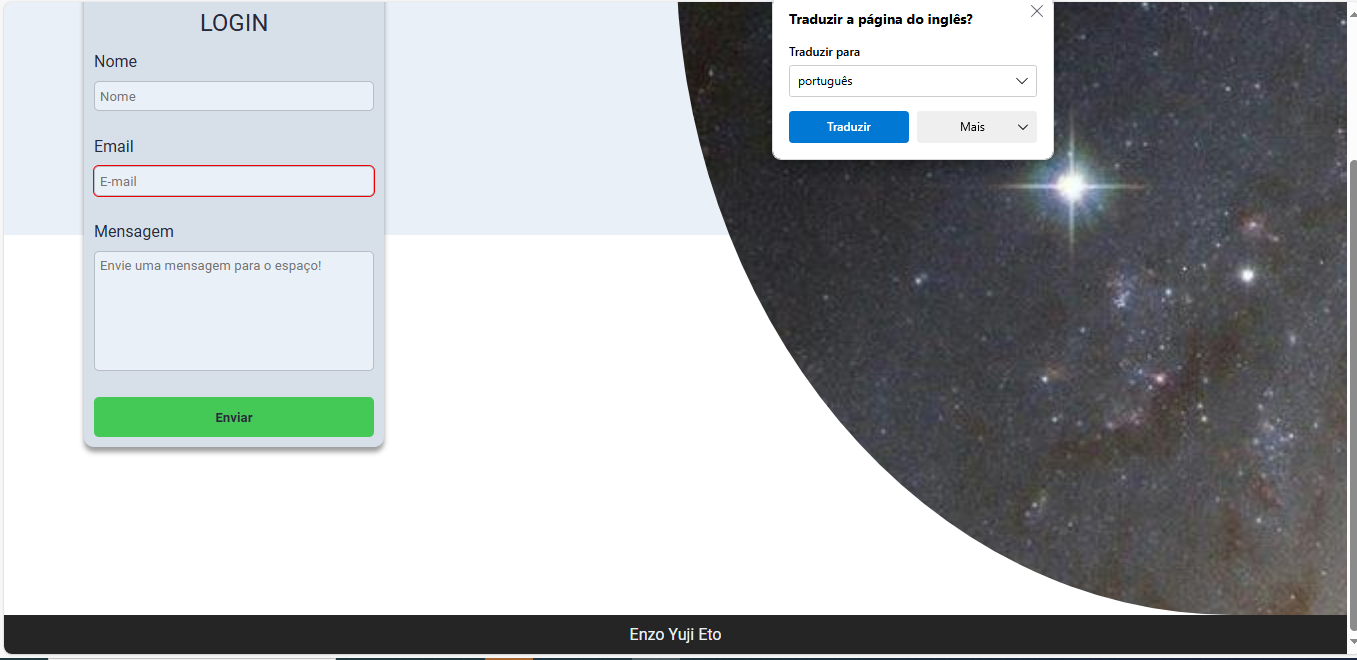 LOGIN
Nome
Nome
Email
E-mail
Mensagem
Envie uma mensagem para o espaço!
Enviar
Traduzir a página do inglês?
Traduzir para
português
Traduzir
Mais
Enzo Yuji Eto